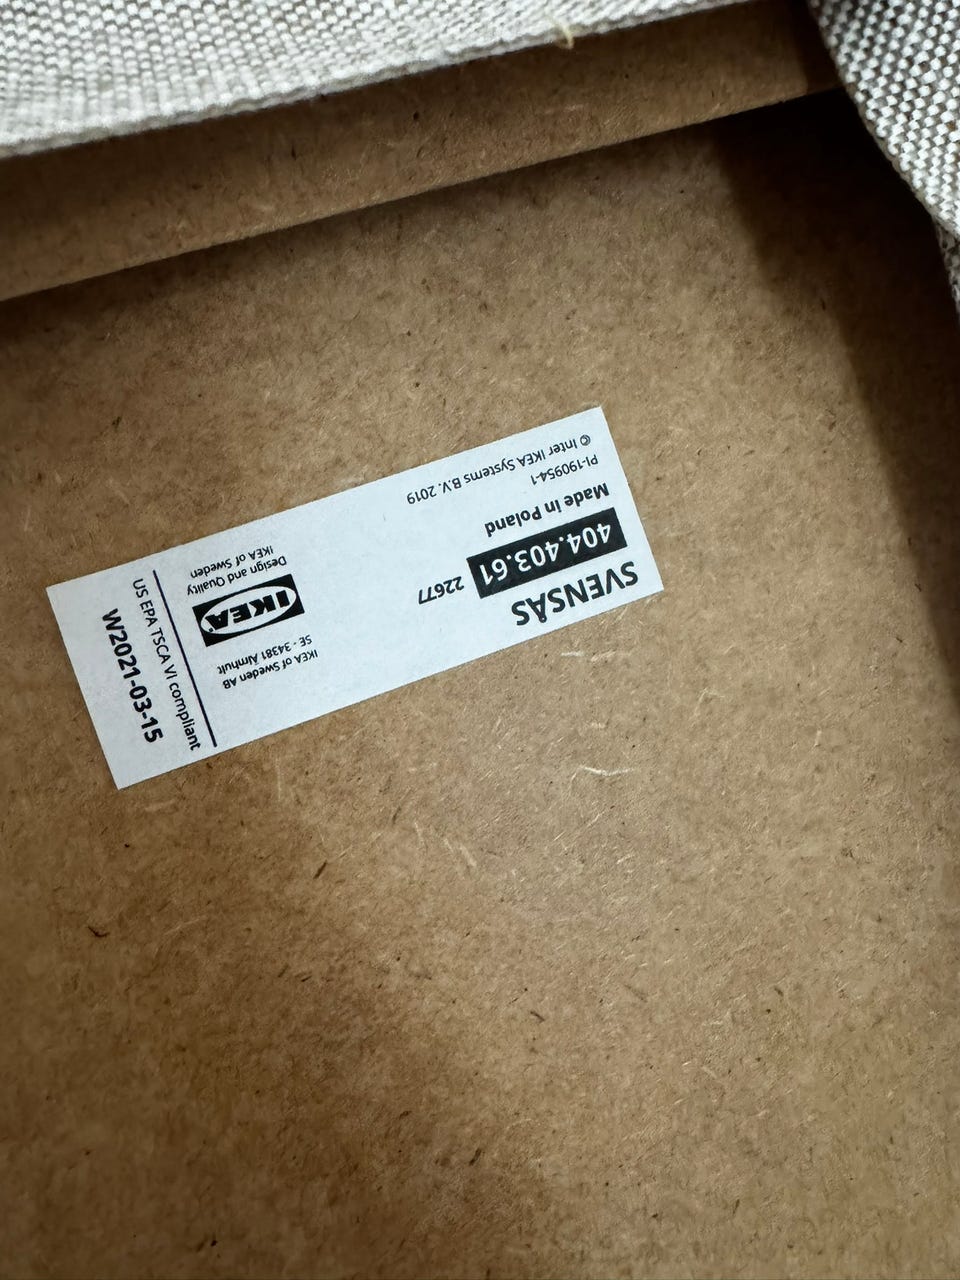 SVENSÅS
404.403.61 22677
Made in Poland
PI-190954-1
© Inter IKEA Systems B.V. 2019
IKEA of Sweden AB
SE - 34381 Älmhult
IKEA
Design and Quality
IKEA of Sweden
US EPA TSCA VI compliant
W2021-03-15